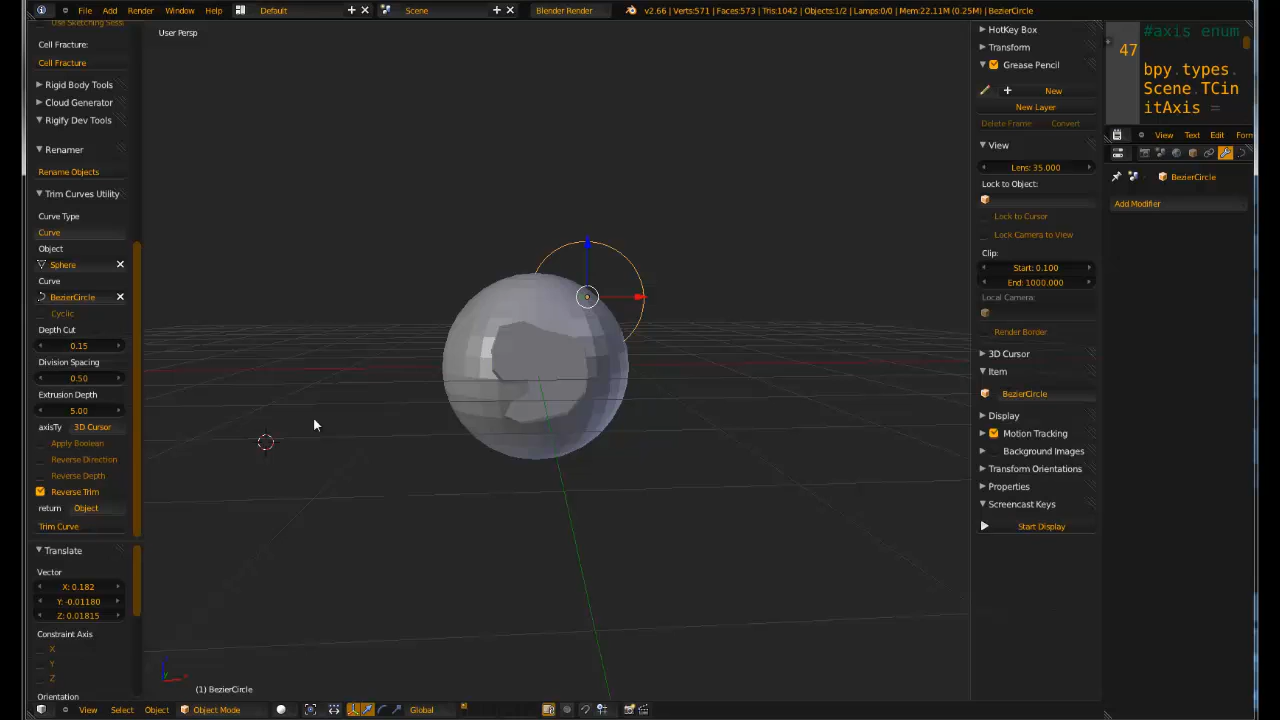 File Add Render Window Help Default Scene Blender Render v2.66 | Verts:571 | Faces:573 | Tris:1042 | Objects:1/2 | Lamps:0/0 | Mem:22.11M (0.25M) | BezierCircle
Use Sketching Sess
Cell Fracture:
Cell Fracture
Rigid Body Tools
Cloud Generator
Rigify Dev Tools
Renamer
Rename Objects
Trim Curves Utility
Curve Type
Curve
Object
Sphere
Curve
BezierCircle
Cyclic
Depth Cut
0.15
Division Spacing
0.50
Extrusion Depth
5.00
axisTy 3D Cursor
Apply Boolean
Reverse Direction
Reverse Depth
Reverse Trim
return Object
Trim Curve
Translate
Vector
X: 0.182
Y: -0.01180
Z: 0.01815
Constraint Axis
X
Y
Z
Orientation
User Persp
(1) BezierCircle
View Select Object Object Mode Global
HotKey Box
Transform
Grease Pencil
New
New Layer
Delete Frame Convert
View
Lens: 35.000
Lock to Object:
Lock to Cursor
Lock Camera to View
Clip:
Start: 0.100
End: 1000.000
Local Camera:
Render Border
3D Cursor
Item
BezierCircle
Display
Motion Tracking
Background Images
Transform Orientations
Properties
Screencast Keys
Start Display
#axis enum
47
bpy.types.
Scene.TCin
itAxis =
View Text Edit Form
BezierCircle
Add Modifier